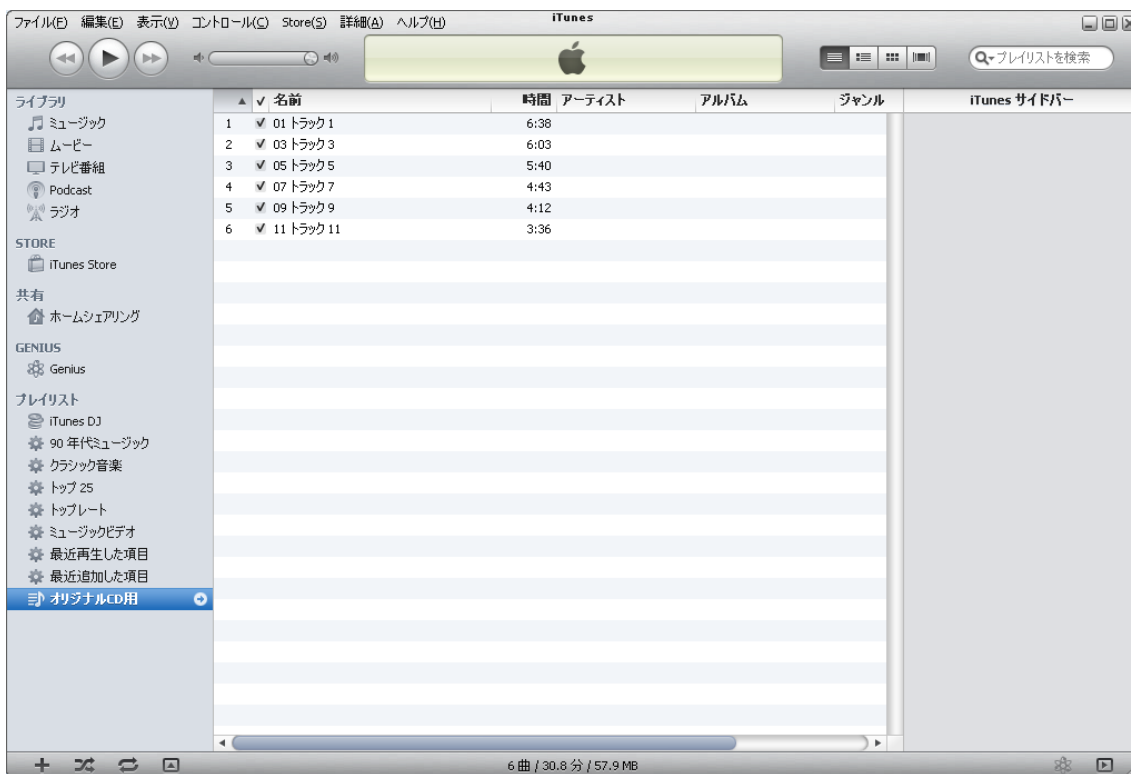 iTunes
ファイル(F) 編集(E) 表示(V) コントロール(C) Store(S) 詳細(A) ヘルプ(H)
プレイリストを検索
ライブラリ
ミュージック
ムービー
テレビ番組
Podcast
ラジオ
STORE
iTunes Store
共有
ホームシェアリング
GENIUS
Genius
プレイリスト
iTunes DJ
90 年代ミュージック
クラシック音楽
トップ 25
トップレート
ミュージックビデオ
最近再生した項目
最近追加した項目
オリジナルCD用
名前 時間 アーティスト アルバム ジャンル
1 01 トラック 1 6:38
2 03 トラック 3 6:03
3 05 トラック 5 5:40
4 07 トラック 7 4:43
5 09 トラック 9 4:12
6 11 トラック 11 3:36
iTunes サイドバー
6 曲 / 30.8 分 / 57.9 MB